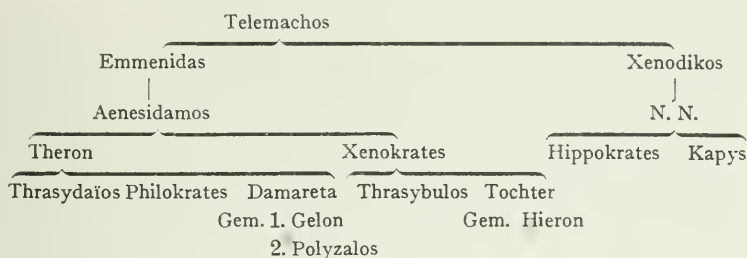 Telemachos
Emmenidas Xenodikos
Aenesidamos N. N.
Theron Xenokrates Hippokrates Kapys
Thrasydaïos Philokrates Damareta Thrasybulos Tochter
Gem. 1. Gelon Gem. Hieron
2. Polyzalos